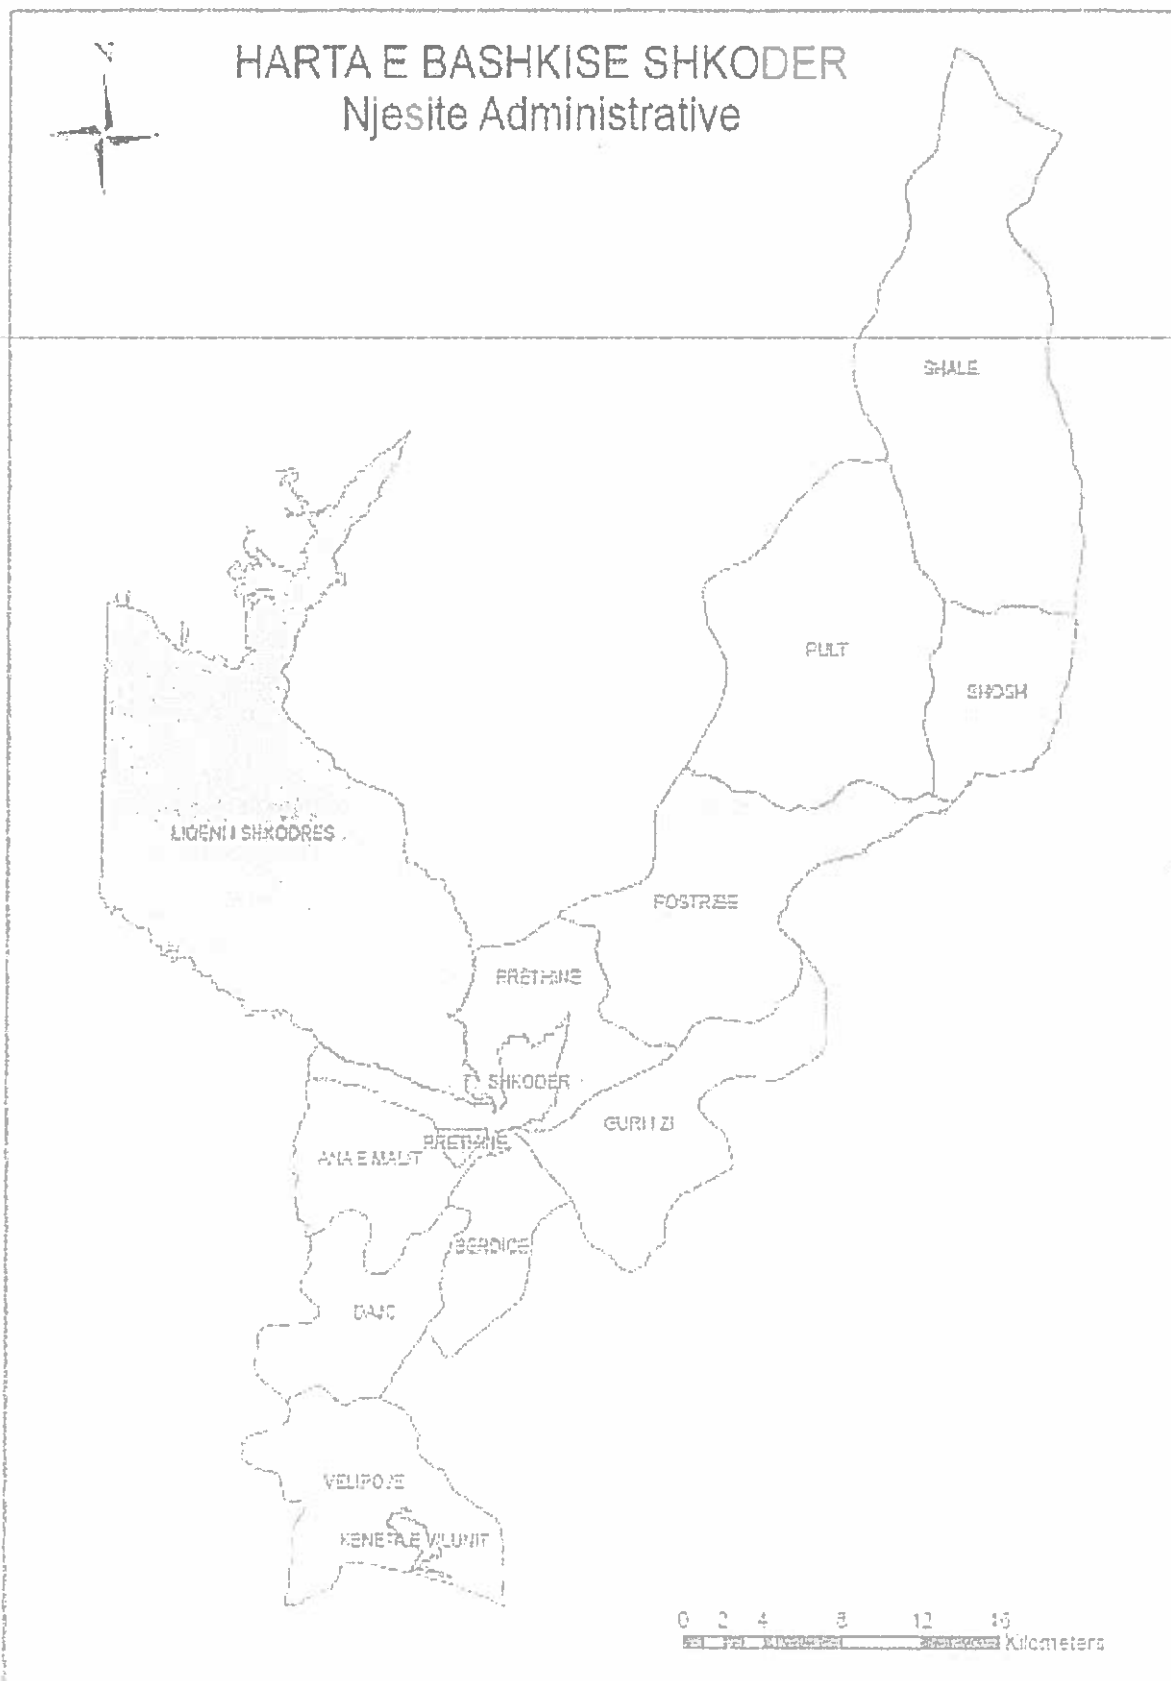 HARTA E BASHKISE SHKODER
Njesite Administrative
SHALE
PULT
SHOSH
LIQENI I SHKODRES
POSTRIBE
RRETHINE
SHKODER
GURI I ZI
RRETHINE
ANA E MALIT
BERDICE
DAJC
VELIPOJE
KENETA E VILUNIT
0 2 4 8 12 16
Kilometers